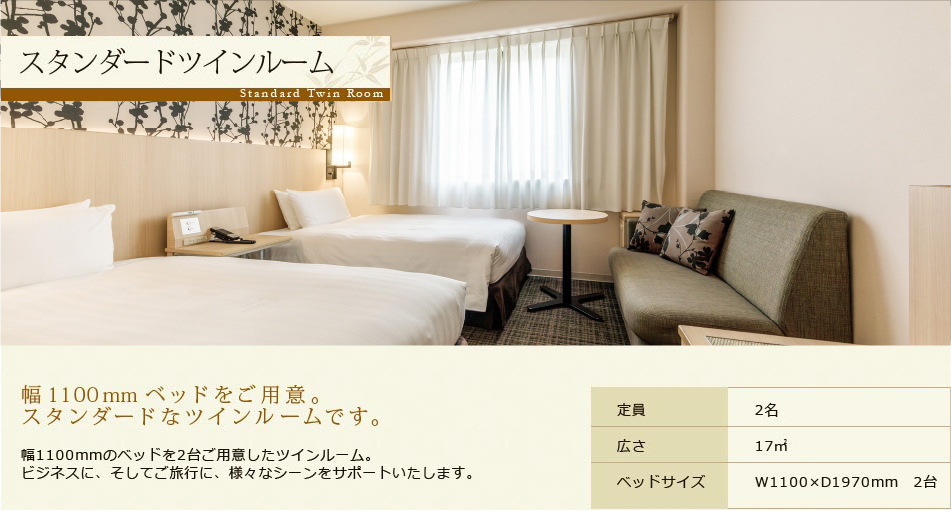 スタンダードツインルーム
Standard Twin Room
幅1100mmベッドをご用意。
スタンダードなツインルームです。
幅1100mmのベッドを2台ご用意したツインルーム。
ビジネスに、そしてご旅行に、様々なシーンをサポートいたします。
定員 2名
広さ 17㎡
ベッドサイズ W1100×D1970mm 2台